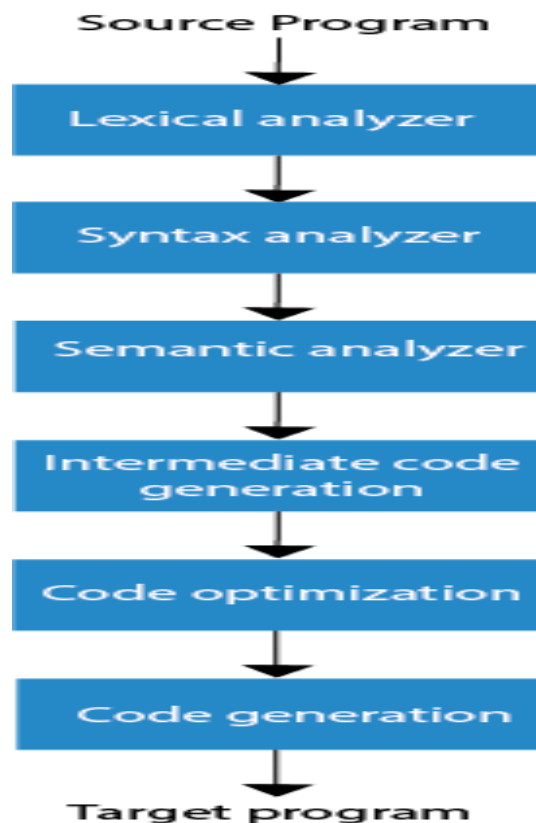 Source Program
Lexical analyzer
Syntax analyzer
Semantic analyzer
Intermediate code
generation
Code optimization
Code generation
Target program